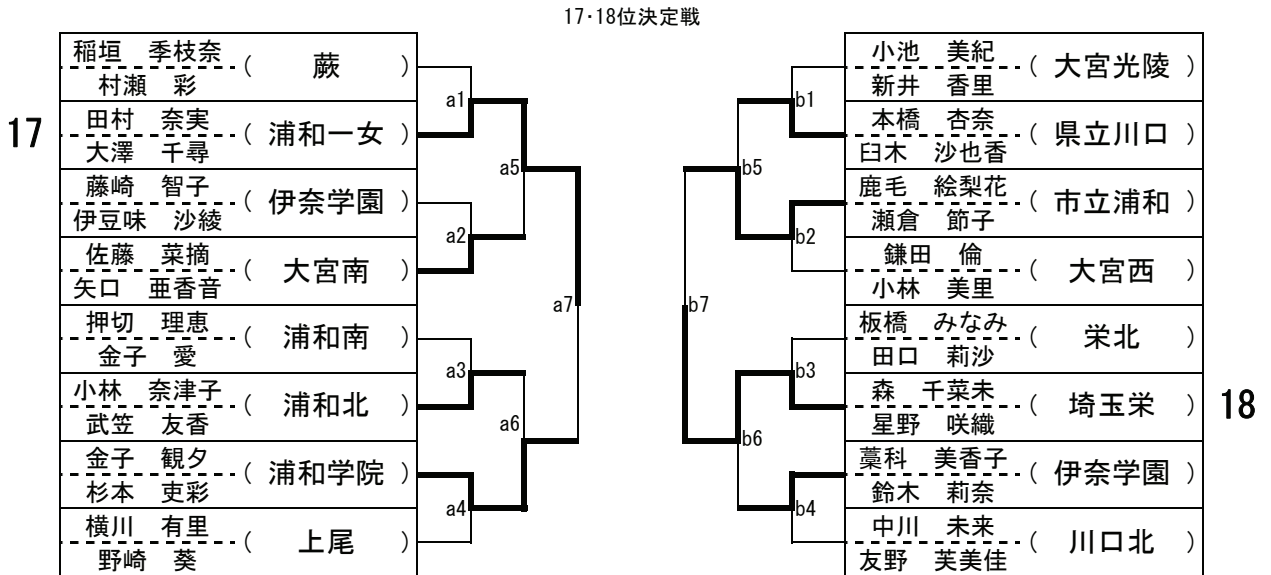 17・18位決定戦
稲垣　季枝奈
村瀬　彩
(　蕨　)
17
田村　奈実
大澤　千尋
(　浦和一女　)
藤崎　智子
伊豆味　沙綾
(　伊奈学園　)
佐藤　菜摘
矢口　亜香音
(　大宮南　)
押切　理恵
金子　愛
(　浦和南　)
小林　奈津子
武笠　友香
(　浦和北　)
金子　観夕
杉本　吏彩
(　浦和学院　)
横川　有里
野崎　葵
(　上尾　)
a1
a2
a3
a4
a5
a6
a7
b7
b5
b6
b1
b2
b3
b4
小池　美紀
新井　香里
(　大宮光陵　)
本橋　杏奈
臼木　沙也香
(　県立川口　)
鹿毛　絵梨花
瀬倉　節子
(　市立浦和　)
鎌田　倫
小林　美里
(　大宮西　)
板橋　みなみ
田口　莉沙
(　栄北　)
森　千菜未
星野　咲織
(　埼玉栄　)
18
藁科　美香子
鈴木　莉奈
(　伊奈学園　)
中川　未来
友野　芙美佳
(　川口北　)